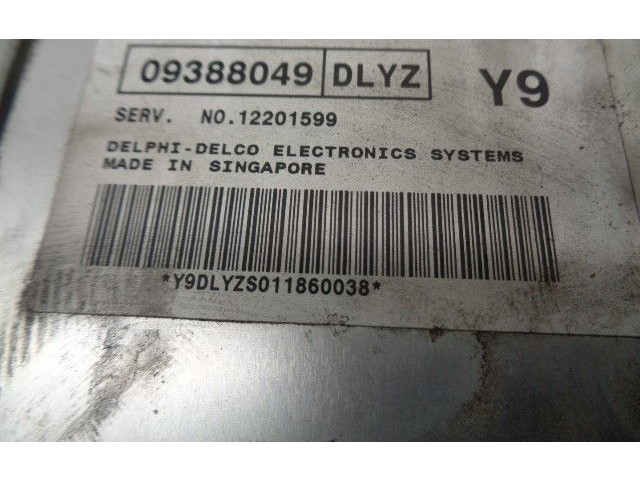 09388049 DLYZ Y9
SERV. NO.12201599
DELPHI-DELCO ELECTRONICS SYSTEMS
MADE IN SINGAPORE
*Y9DLYZS011860038*